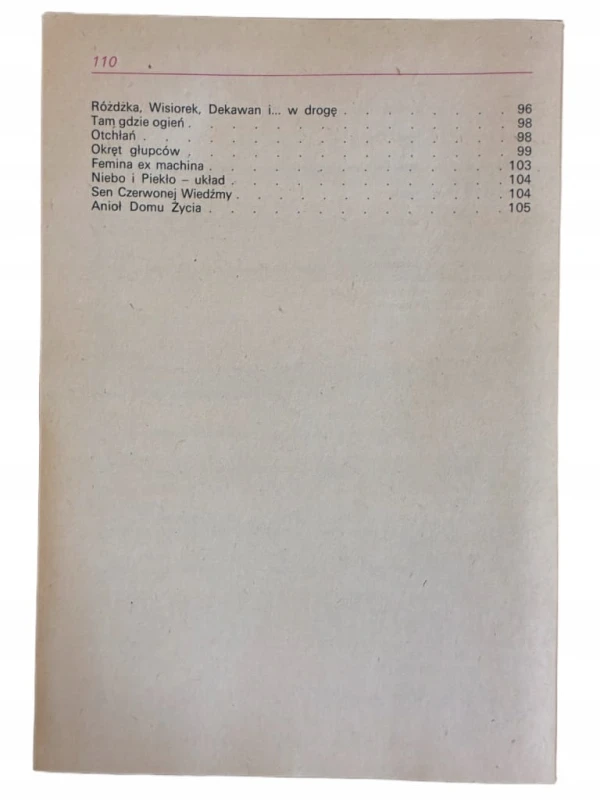 110
Różdżka, Wisiorek, Dekawan i... w drogę . . . . . . . . 96
Tam gdzie ogień . . . . . . . . . . . . . . 98
Otchłań . . . . . . . . . . . . . . . . 98
Okręt głupców . . . . . . . . . . . . . . 99
Femina ex machina . . . . . . . . . . . . . 103
Niebo i Piekło – układ . . . . . . . . . . . . 104
Sen Czerwonej Wiedźmy . . . . . . . . . . . . 104
Anioł Domu Życia . . . . . . . . . . . . . 105